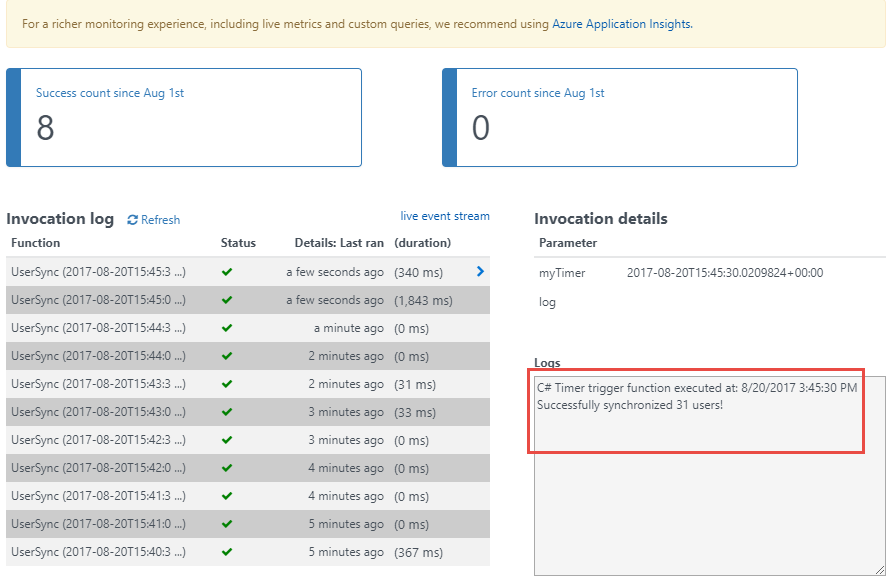 For a richer monitoring experience, including live metrics and custom queries, we recommend using Azure Application Insights.
Success count since Aug 1st
8
Error count since Aug 1st
0
Invocation log Refresh live event stream
Function Status Details: Last ran (duration)
UserSync (2017-08-20T15:45:3 ...) a few seconds ago (340 ms)
UserSync (2017-08-20T15:45:0 ...) a few seconds ago (1,843 ms)
UserSync (2017-08-20T15:44:3 ...) a minute ago (0 ms)
UserSync (2017-08-20T15:44:0 ...) 2 minutes ago (0 ms)
UserSync (2017-08-20T15:43:3 ...) 2 minutes ago (31 ms)
UserSync (2017-08-20T15:43:0 ...) 3 minutes ago (33 ms)
UserSync (2017-08-20T15:42:3 ...) 3 minutes ago (0 ms)
UserSync (2017-08-20T15:42:0 ...) 4 minutes ago (0 ms)
UserSync (2017-08-20T15:41:3 ...) 4 minutes ago (0 ms)
UserSync (2017-08-20T15:41:0 ...) 5 minutes ago (0 ms)
UserSync (2017-08-20T15:40:3 ...) 5 minutes ago (367 ms)
Invocation details
Parameter
myTimer 2017-08-20T15:45:30.0209824+00:00
log
Logs
C# Timer trigger function executed at: 8/20/2017 3:45:30 PM
Successfully synchronized 31 users!